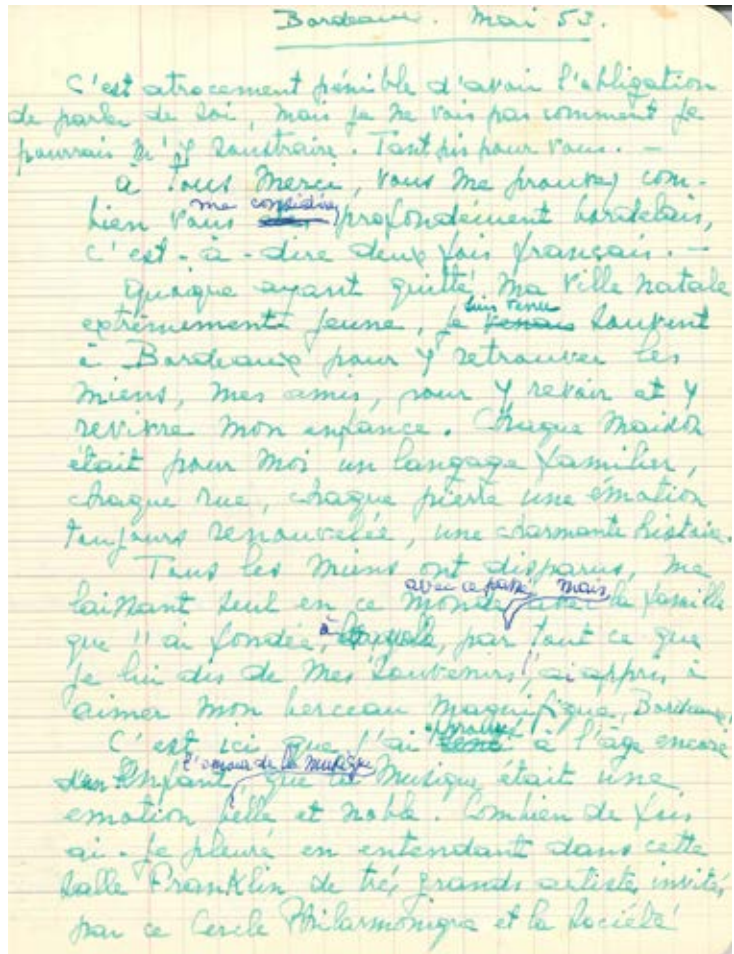 Bordeaux. Mai 53.
C'est atrocement pénible d'avoir l'obligation
de parler de soi, mais je ne vois pas comment je
pourrais m'y soustraire. Tant pis pour vous. —
à Tous Merci, vous me prouvez com-
me considérez
bien vous profondément bordelais,
c'est-à-dire deux fois français. —
Quoique ayant quitté ma Ville natale
suis venu
extrêmement jeune, je venais souvent
à Bordeaux pour y retrouver les
miens, mes amis, pour y revoir et y
revivre mon enfance. Chaque maison
était pour moi un langage familier,
chaque rue, chaque pierre une émotion
toujours renouvelée, une charmante histoire.
Tous les miens ont disparus, me
avec ce passé, mais
laissant seul en ce monde avec la famille
que j'ai fondée, à laquelle, par tout ce que
je lui dis de mes souvenirs j'ai appris à
aimer mon berceau magnifique, Bordeaux,
éprouvé
C'est ici que j'ai senti à l'âge encore
l'amour de la musique
d'un Enfant, que la Musique était une
emotion belle et noble. Combien de fois
ai-je pleuré en entendant dans cette
salle Franklin de très grands artistes invités
par ce Cercle Philarmonique et la Société